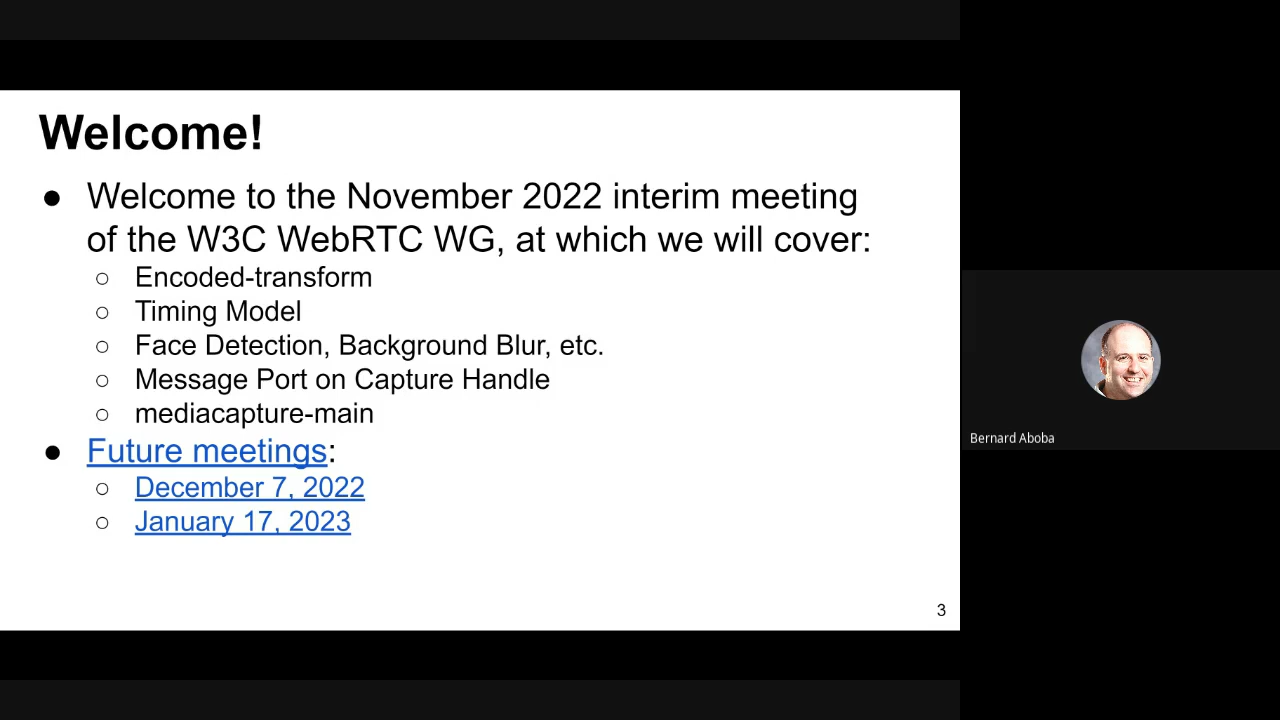 Welcome!
● Welcome to the November 2022 interim meeting
of the W3C WebRTC WG, at which we will cover:
○ Encoded-transform
○ Timing Model
○ Face Detection, Background Blur, etc.
○ Message Port on Capture Handle
○ mediacapture-main
● Future meetings:
○ December 7, 2022
○ January 17, 2023
3
Bernard Aboba